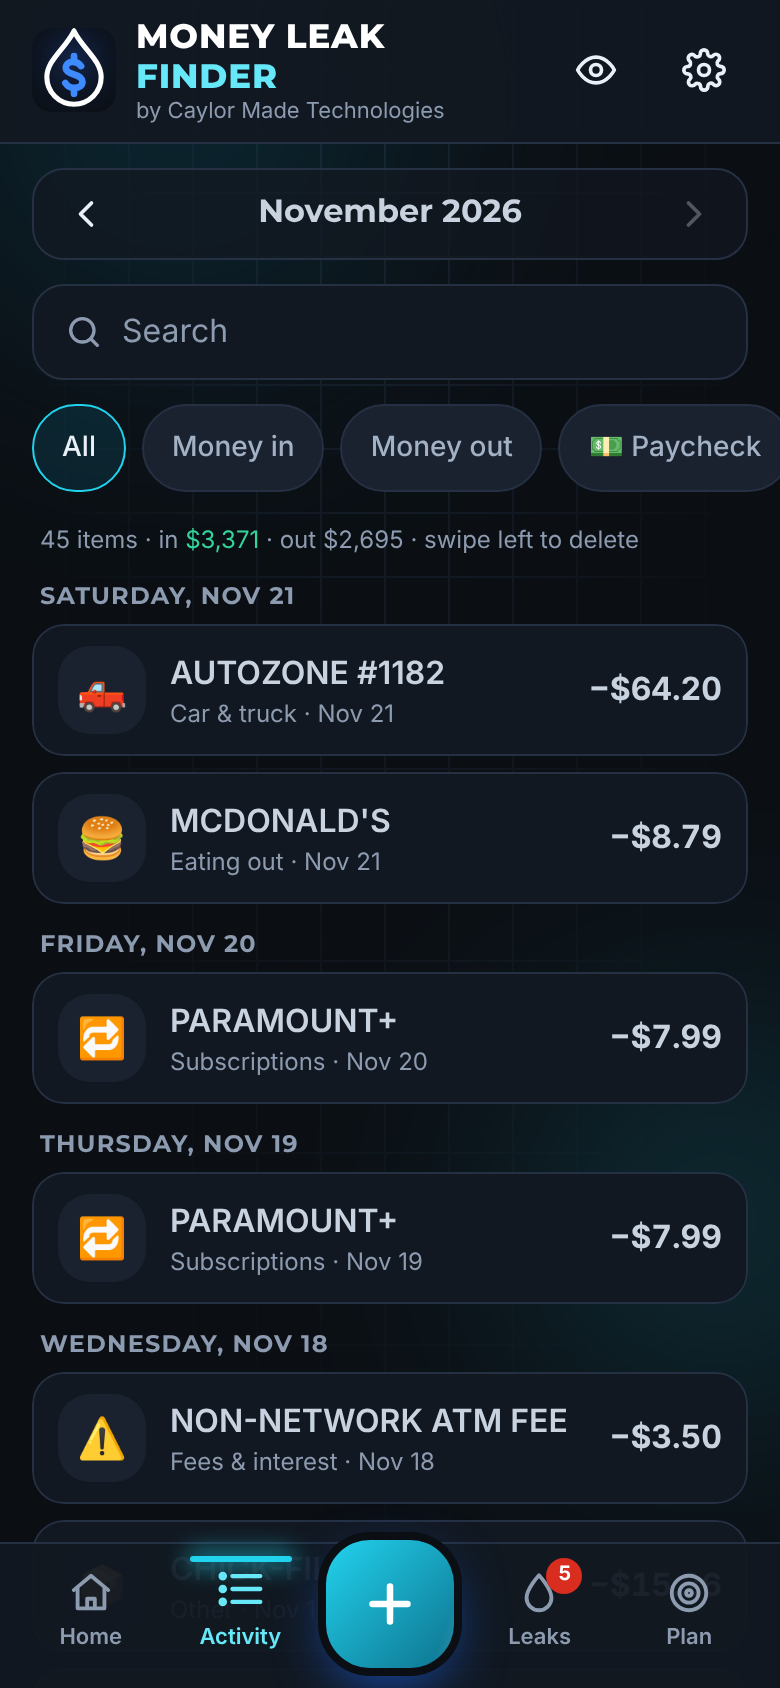 MONEY LEAK
FINDER
by Caylor Made Technologies
November 2026
Search
All
Money in
Money out
Paycheck
45 items · in $3,371 · out $2,695 · swipe left to delete
SATURDAY, NOV 21
AUTOZONE #1182
Car & truck · Nov 21
−$64.20
MCDONALD'S
Eating out · Nov 21
−$8.79
FRIDAY, NOV 20
PARAMOUNT+
Subscriptions · Nov 20
−$7.99
THURSDAY, NOV 19
PARAMOUNT+
Subscriptions · Nov 19
−$7.99
WEDNESDAY, NOV 18
NON-NETWORK ATM FEE
Fees & interest · Nov 18
−$3.50
Home
Activity
5
Leaks
Plan